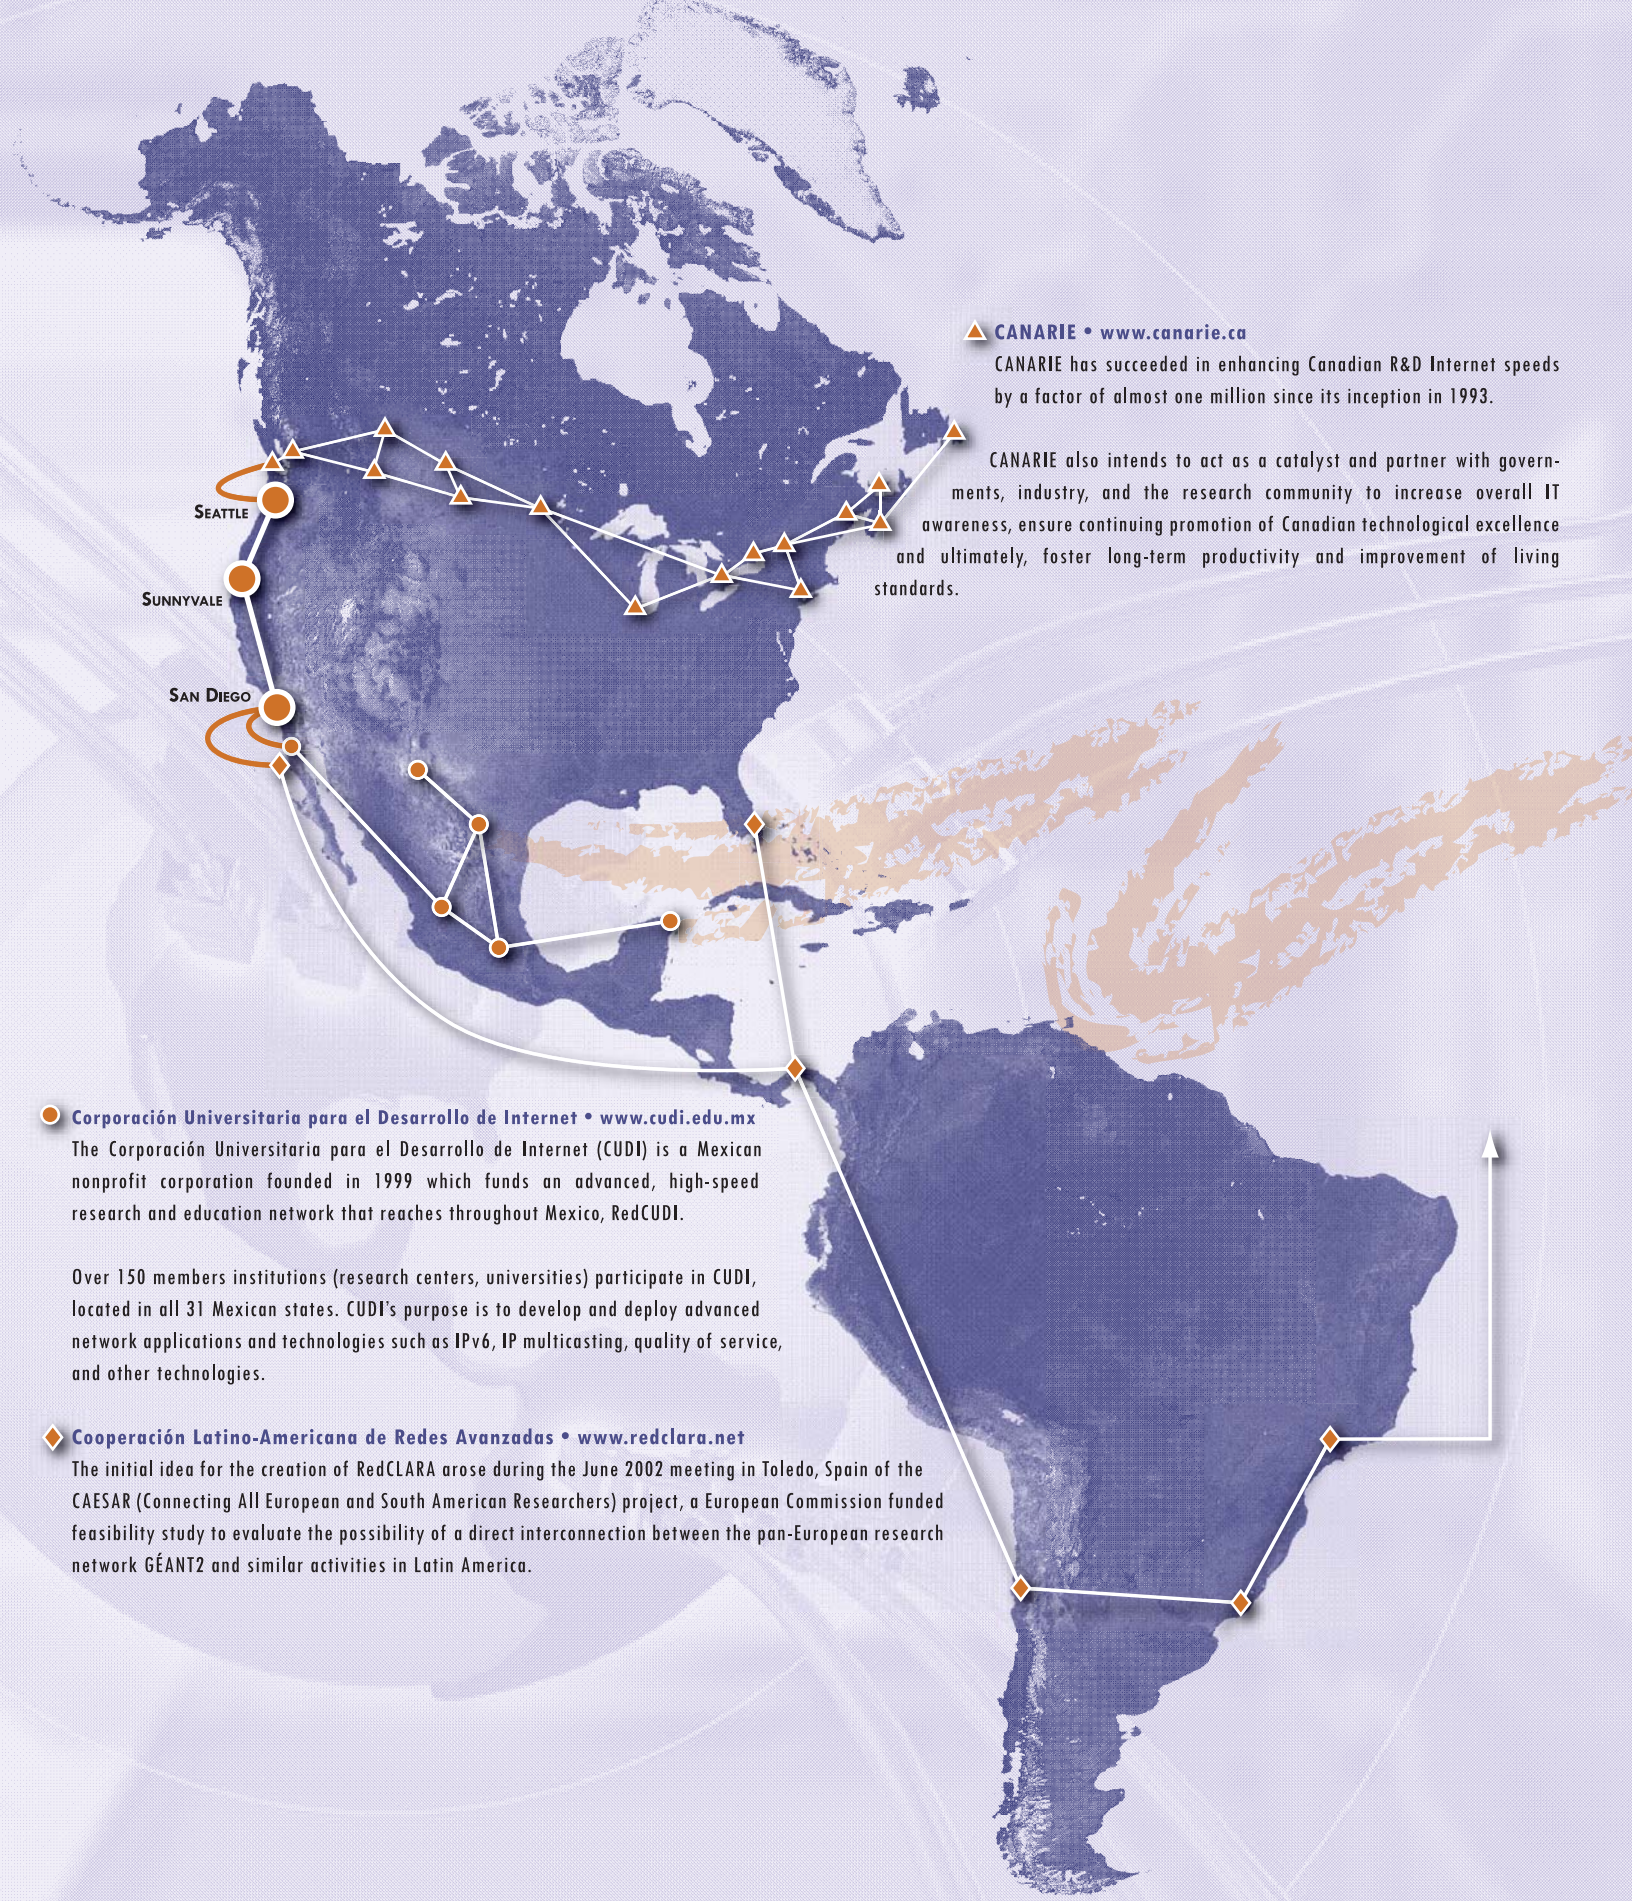 CANARIE • www.canarie.ca
CANARIE has succeeded in enhancing Canadian R&D Internet speeds
by a factor of almost one million since its inception in 1993.
CANARIE also intends to act as a catalyst and partner with govern-
ments, industry, and the research community to increase overall IT
awareness, ensure continuing promotion of Canadian technological excellence
and ultimately, foster long-term productivity and improvement of living
standards.
SEATTLE
SUNNYVALE
SAN DIEGO
Corporación Universitaria para el Desarrollo de Internet • www.cudi.edu.mx
The Corporación Universitaria para el Desarrollo de Internet (CUDI) is a Mexican
nonprofit corporation founded in 1999 which funds an advanced, high-speed
research and education network that reaches throughout Mexico, RedCUDI.
Over 150 members institutions (research centers, universities) participate in CUDI,
located in all 31 Mexican states. CUDI's purpose is to develop and deploy advanced
network applications and technologies such as IPv6, IP multicasting, quality of service,
and other technologies.
Cooperación Latino-Americana de Redes Avanzadas • www.redclara.net
The initial idea for the creation of RedCLARA arose during the June 2002 meeting in Toledo, Spain of the
CAESAR (Connecting All European and South American Researchers) project, a European Commission funded
feasibility study to evaluate the possibility of a direct interconnection between the pan-European research
network GÉANT2 and similar activities in Latin America.